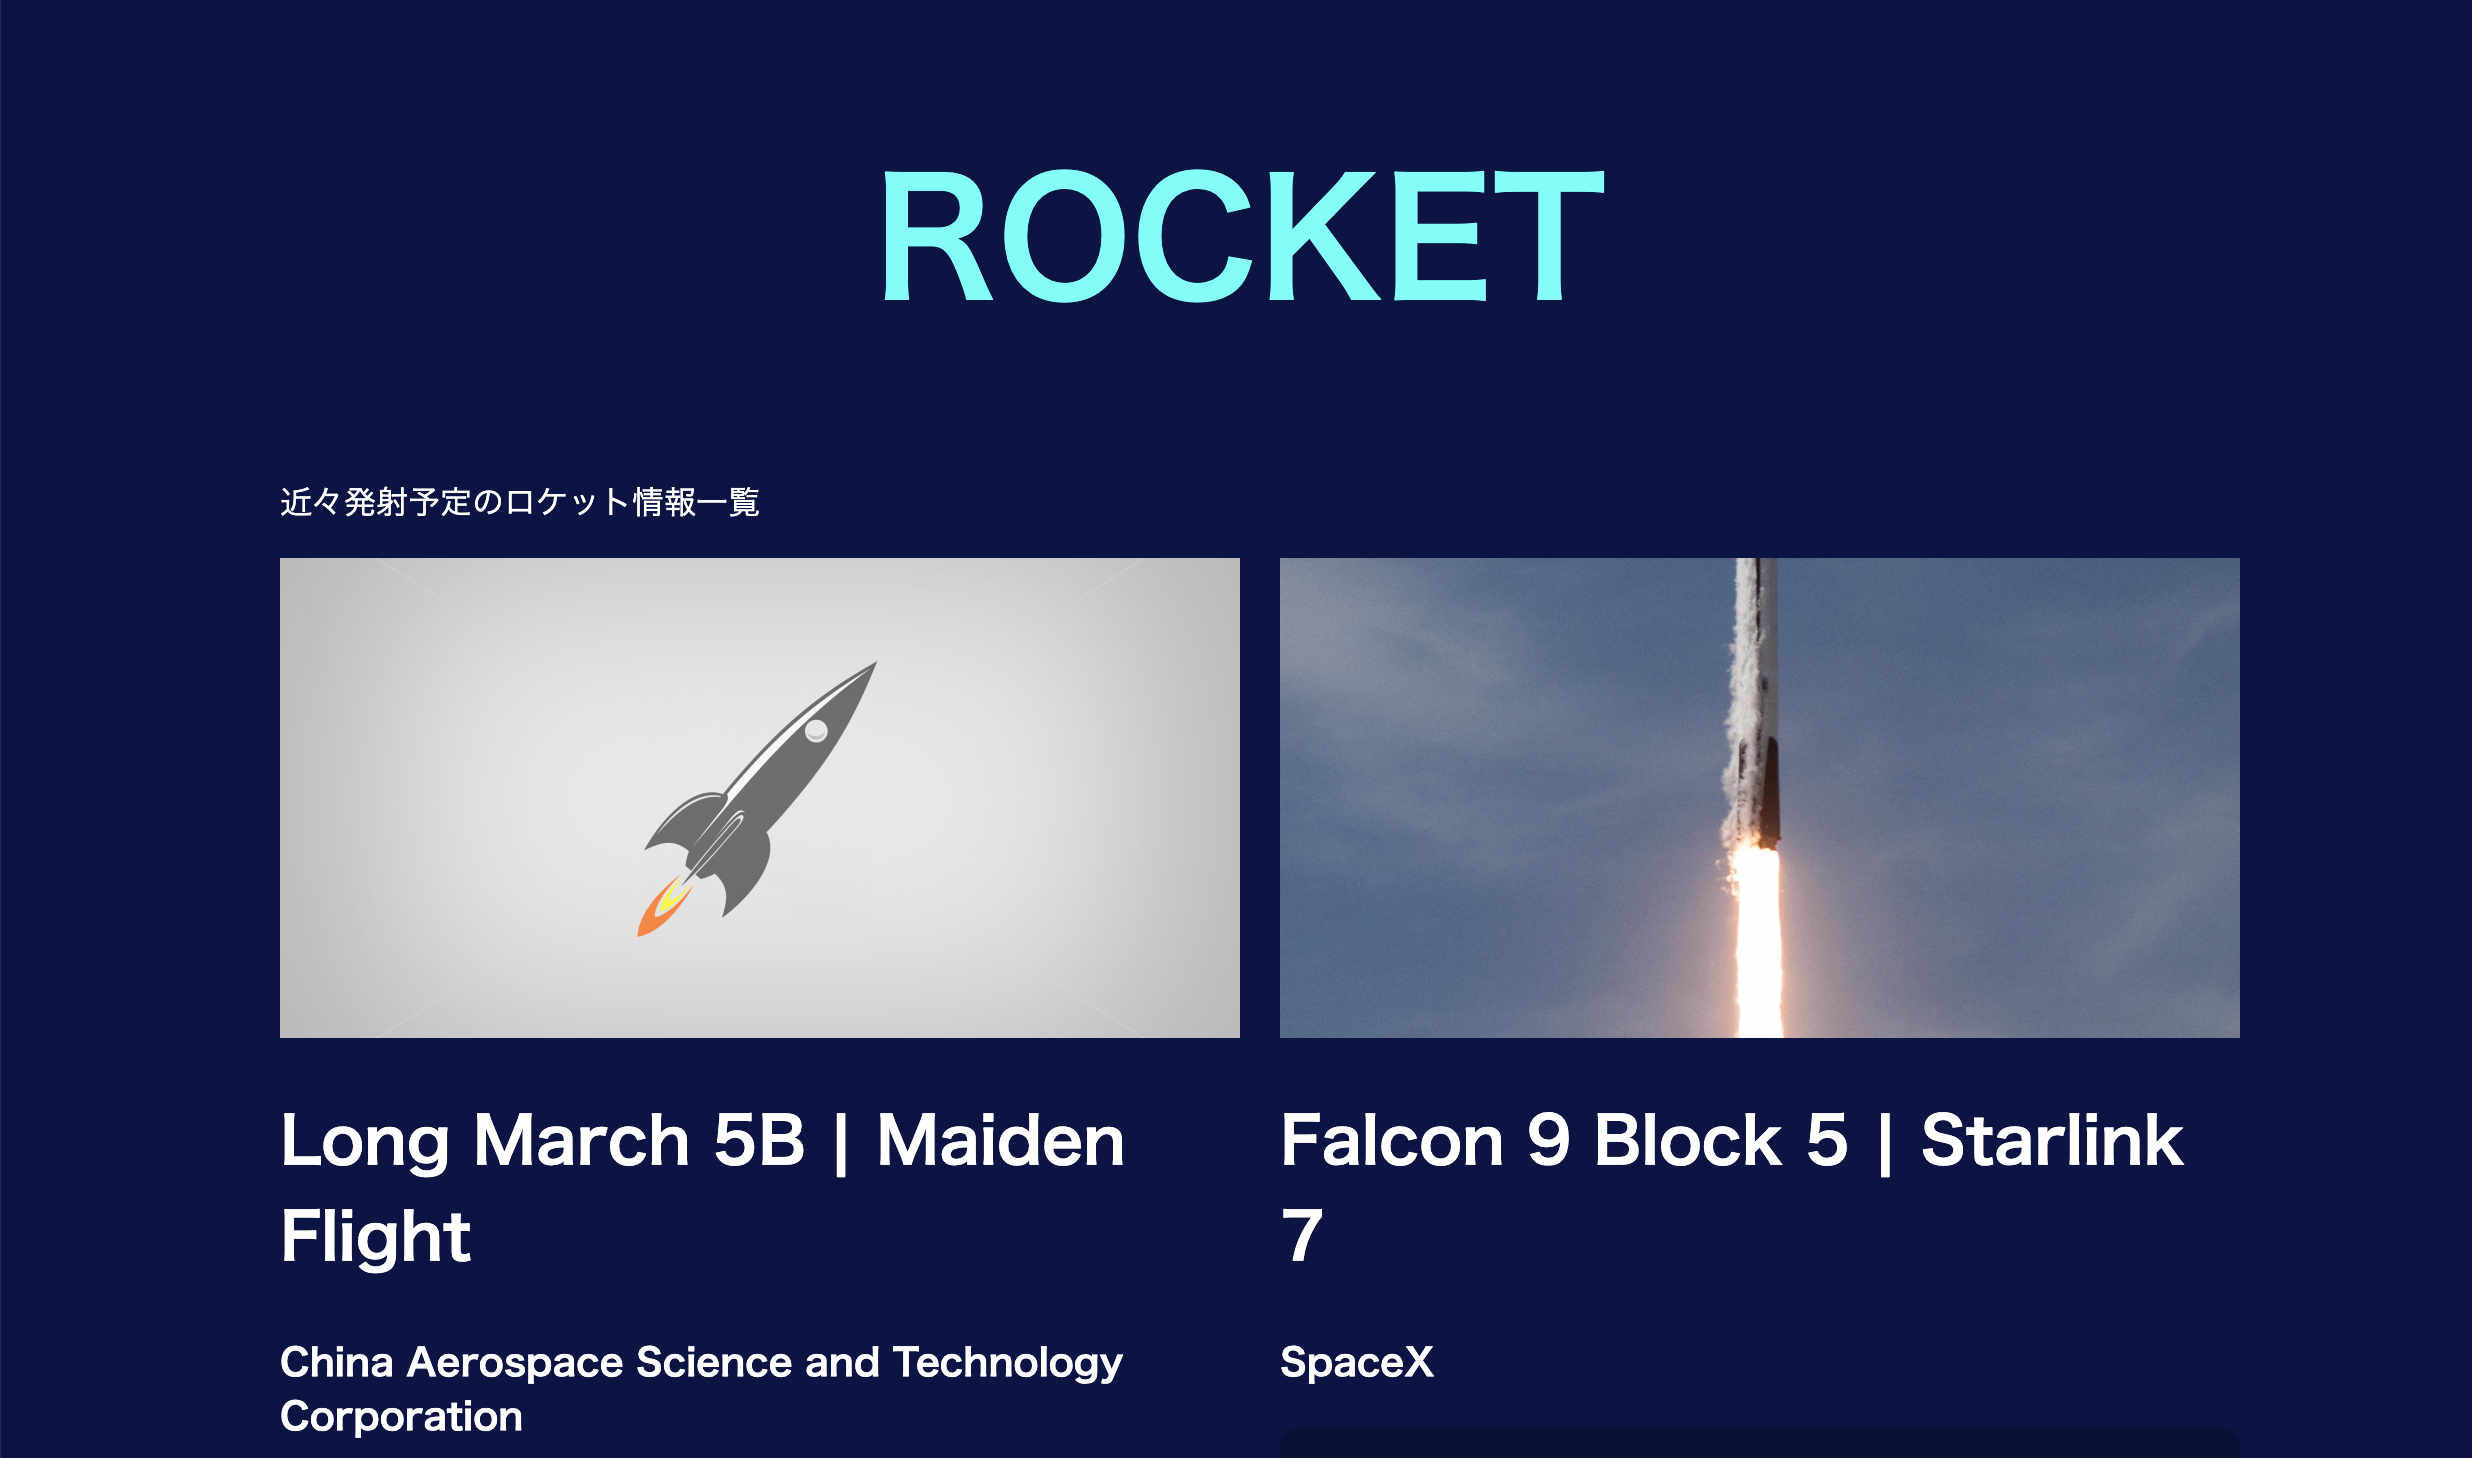 ROCKET
近々発射予定のロケット情報一覧
Long March 5B | Maiden
Flight
China Aerospace Science and Technology
Corporation
Falcon 9 Block 5 | Starlink
7
SpaceX